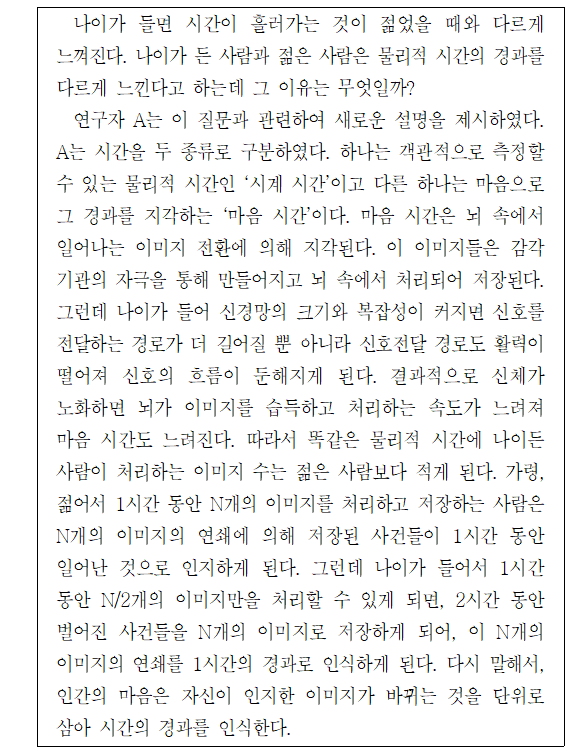 나이가 들면 시간이 흘러가는 것이 젊었을 때와 다르게
느껴진다. 나이가 든 사람과 젊은 사람은 물리적 시간의 경과를
다르게 느낀다고 하는데 그 이유는 무엇일까?
연구자 A는 이 질문과 관련하여 새로운 설명을 제시하였다.
A는 시간을 두 종류로 구분하였다. 하나는 객관적으로 측정할
수 있는 물리적 시간인 ‘시계 시간’이고 다른 하나는 마음으로
그 경과를 지각하는 ‘마음 시간’이다. 마음 시간은 뇌 속에서
일어나는 이미지 전환에 의해 지각된다. 이 이미지들은 감각
기관의 자극을 통해 만들어지고 뇌 속에서 처리되어 저장된다.
그런데 나이가 들어 신경망의 크기와 복잡성이 커지면 신호를
전달하는 경로가 더 길어질 뿐 아니라 신호전달 경로도 활력이
떨어져 신호의 흐름이 둔해지게 된다. 결과적으로 신체가
노화하면 뇌가 이미지를 습득하고 처리하는 속도가 느려져
마음 시간도 느려진다. 따라서 똑같은 물리적 시간에 나이든
사람이 처리하는 이미지 수는 젊은 사람보다 적게 된다. 가령,
젊어서 1시간 동안 N개의 이미지를 처리하고 저장하는 사람은
N개의 이미지의 연쇄에 의해 저장된 사건들이 1시간 동안
일어난 것으로 인지하게 된다. 그런데 나이가 들어서 1시간
동안 N/2개의 이미지만을 처리할 수 있게 되면, 2시간 동안
벌어진 사건들을 N개의 이미지로 저장하게 되어, 이 N개의
이미지의 연쇄를 1시간의 경과로 인식하게 된다. 다시 말해서,
인간의 마음은 자신이 인지한 이미지가 바뀌는 것을 단위로
삼아 시간의 경과를 인식한다.